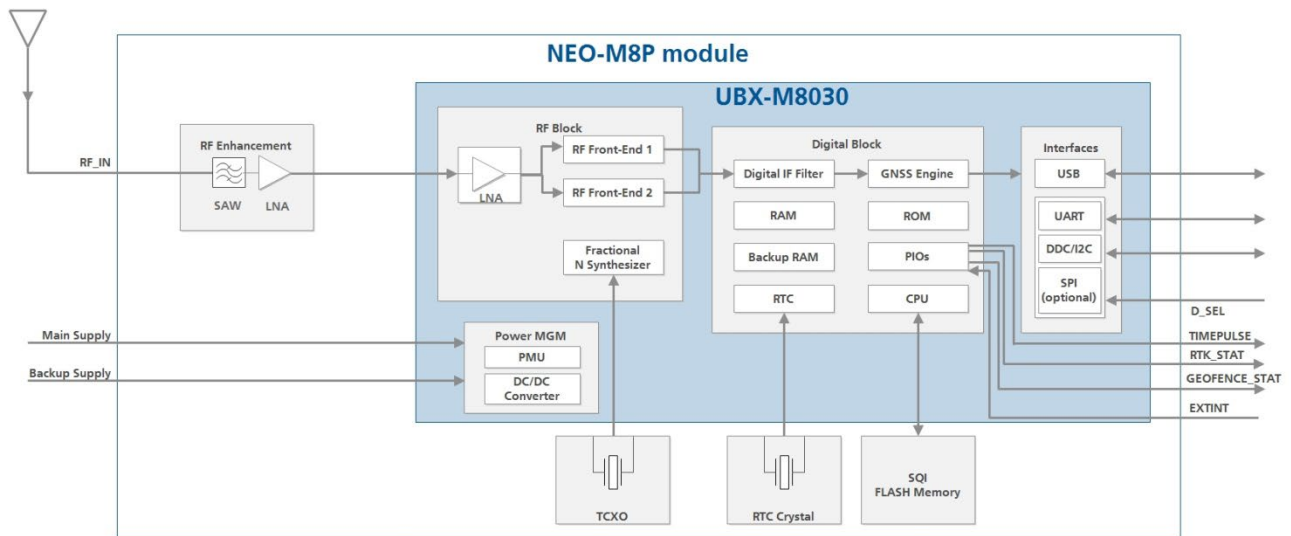 NEO-M8P module
UBX-M8030
RF_IN
RF Enhancement
SAW
LNA
RF Block
LNA
RF Front-End 1
RF Front-End 2
Fractional
N Synthesizer
Digital Block
Digital IF Filter
GNSS Engine
RAM
ROM
Backup RAM
PIOs
RTC
CPU
Interfaces
USB
UART
DDC/I2C
SPI
(optional)
D_SEL
TIMEPULSE
RTK_STAT
GEOFENCE_STAT
EXTINT
Main Supply
Backup Supply
Power MGM
PMU
DC/DC
Converter
TCXO
RTC Crystal
SQI
FLASH Memory